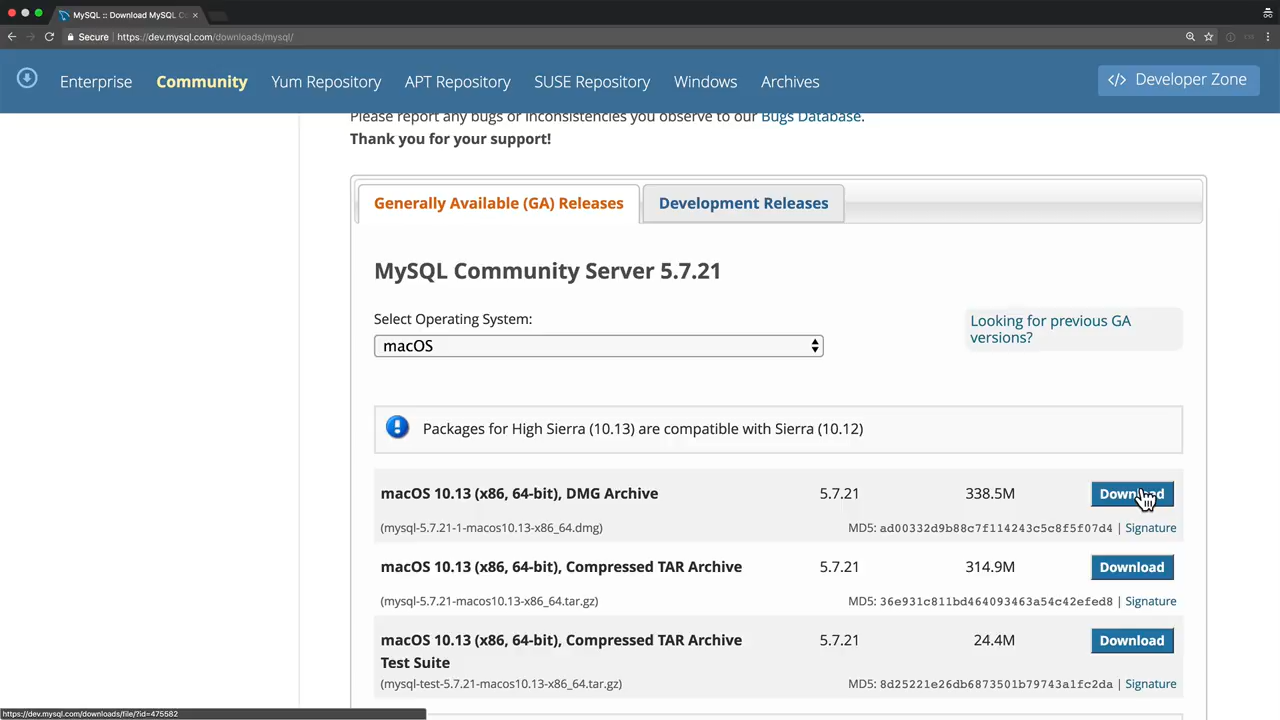 MySQL :: Download MySQL C
Secure https://dev.mysql.com/downloads/mysql/
Enterprise Community Yum Repository APT Repository SUSE Repository Windows Archives </> Developer Zone
Please report any bugs or inconsistencies you observe to our Bugs Database.
Thank you for your support!
Generally Available (GA) Releases Development Releases
MySQL Community Server 5.7.21
Select Operating System:
macOS
Looking for previous GA
versions?
Packages for High Sierra (10.13) are compatible with Sierra (10.12)
macOS 10.13 (x86, 64-bit), DMG Archive 5.7.21 338.5M Download
(mysql-5.7.21-1-macos10.13-x86_64.dmg) MD5: ad00332d9b88c7f114243c5c8f5f07d4 | Signature
macOS 10.13 (x86, 64-bit), Compressed TAR Archive 5.7.21 314.9M Download
(mysql-5.7.21-macos10.13-x86_64.tar.gz) MD5: 36e931c811bd464093463a54c42efed8 | Signature
macOS 10.13 (x86, 64-bit), Compressed TAR Archive 5.7.21 24.4M Download
Test Suite
(mysql-test-5.7.21-macos10.13-x86_64.tar.gz) MD5: 8d25221e26db6873501b79743a1fc2da | Signature
https://dev.mysql.com/downloads/file/?id=475582